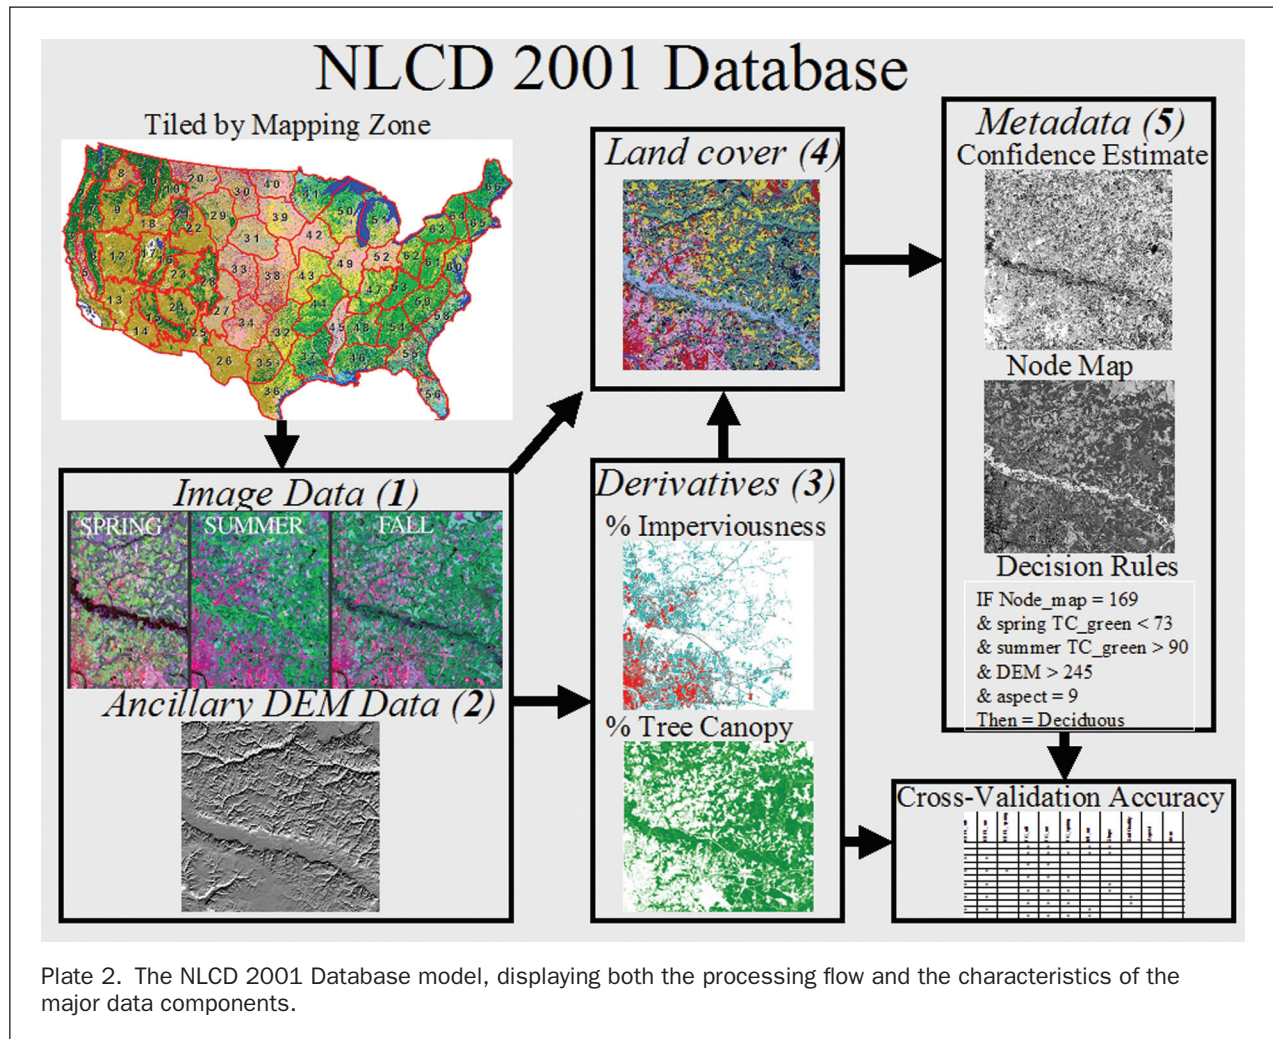 NLCD 2001 Database
Tiled by Mapping Zone
Image Data (1)
SPRING SUMMER FALL
Ancillary DEM Data (2)
Land cover (4)
Derivatives (3)
% Imperviousness
% Tree Canopy
Metadata (5)
Confidence Estimate
Node Map
Decision Rules
IF Node_map = 169
& spring TC_green < 73
& summer TC_green > 90
& DEM > 245
& aspect = 9
Then = Deciduous
Cross-Validation Accuracy
Plate 2. The NLCD 2001 Database model, displaying both the processing flow and the characteristics of the
major data components.